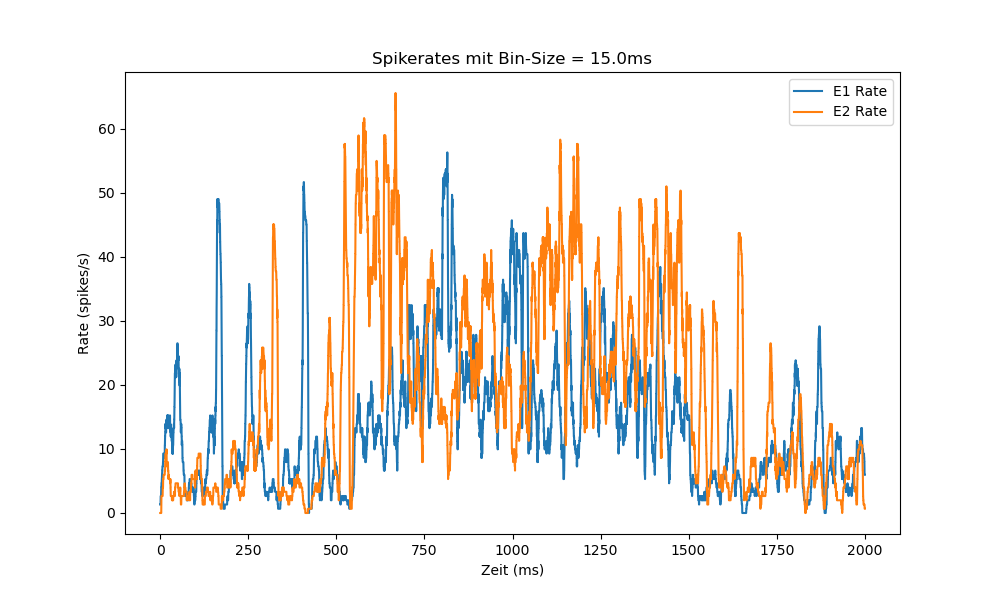 Spikerates mit Bin-Size = 15.0ms
E1 Rate
E2 Rate
Rate (spikes/s)
60
50
40
30
20
10
0
0 250 500 750 1000 1250 1500 1750 2000
Zeit (ms)